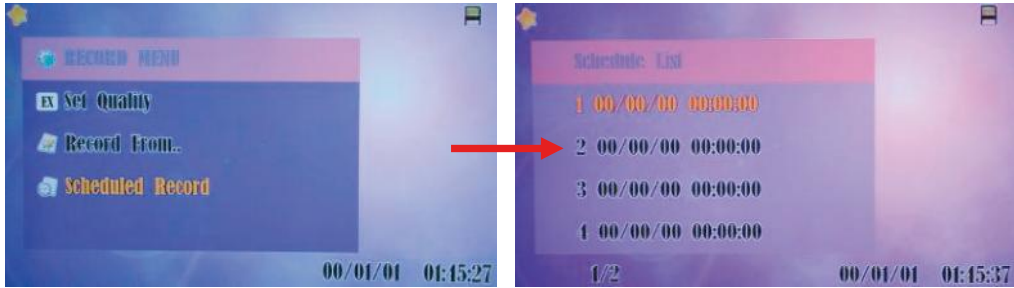 RECORD MENU
EX Set Quality
Record From..
Scheduled Record
00/01/01 01:45:27
Schedule List
1 00/00/00 00:00:00
2 00/00/00 00:00:00
3 00/00/00 00:00:00
4 00/00/00 00:00:00
1/2
00/01/01 01:45:37